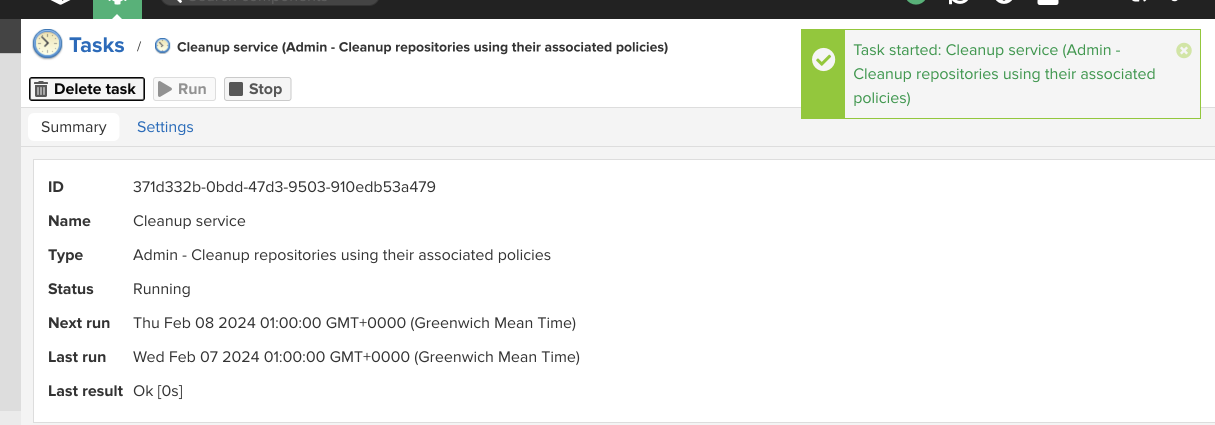 Search components
Tasks / Cleanup service (Admin - Cleanup repositories using their associated policies)
Task started: Cleanup service (Admin -
Cleanup repositories using their associated
policies)
Delete task Run Stop
Summary Settings
ID 371d332b-0bdd-47d3-9503-910edb53a479
Name Cleanup service
Type Admin - Cleanup repositories using their associated policies
Status Running
Next run Thu Feb 08 2024 01:00:00 GMT+0000 (Greenwich Mean Time)
Last run Wed Feb 07 2024 01:00:00 GMT+0000 (Greenwich Mean Time)
Last result Ok [0s]